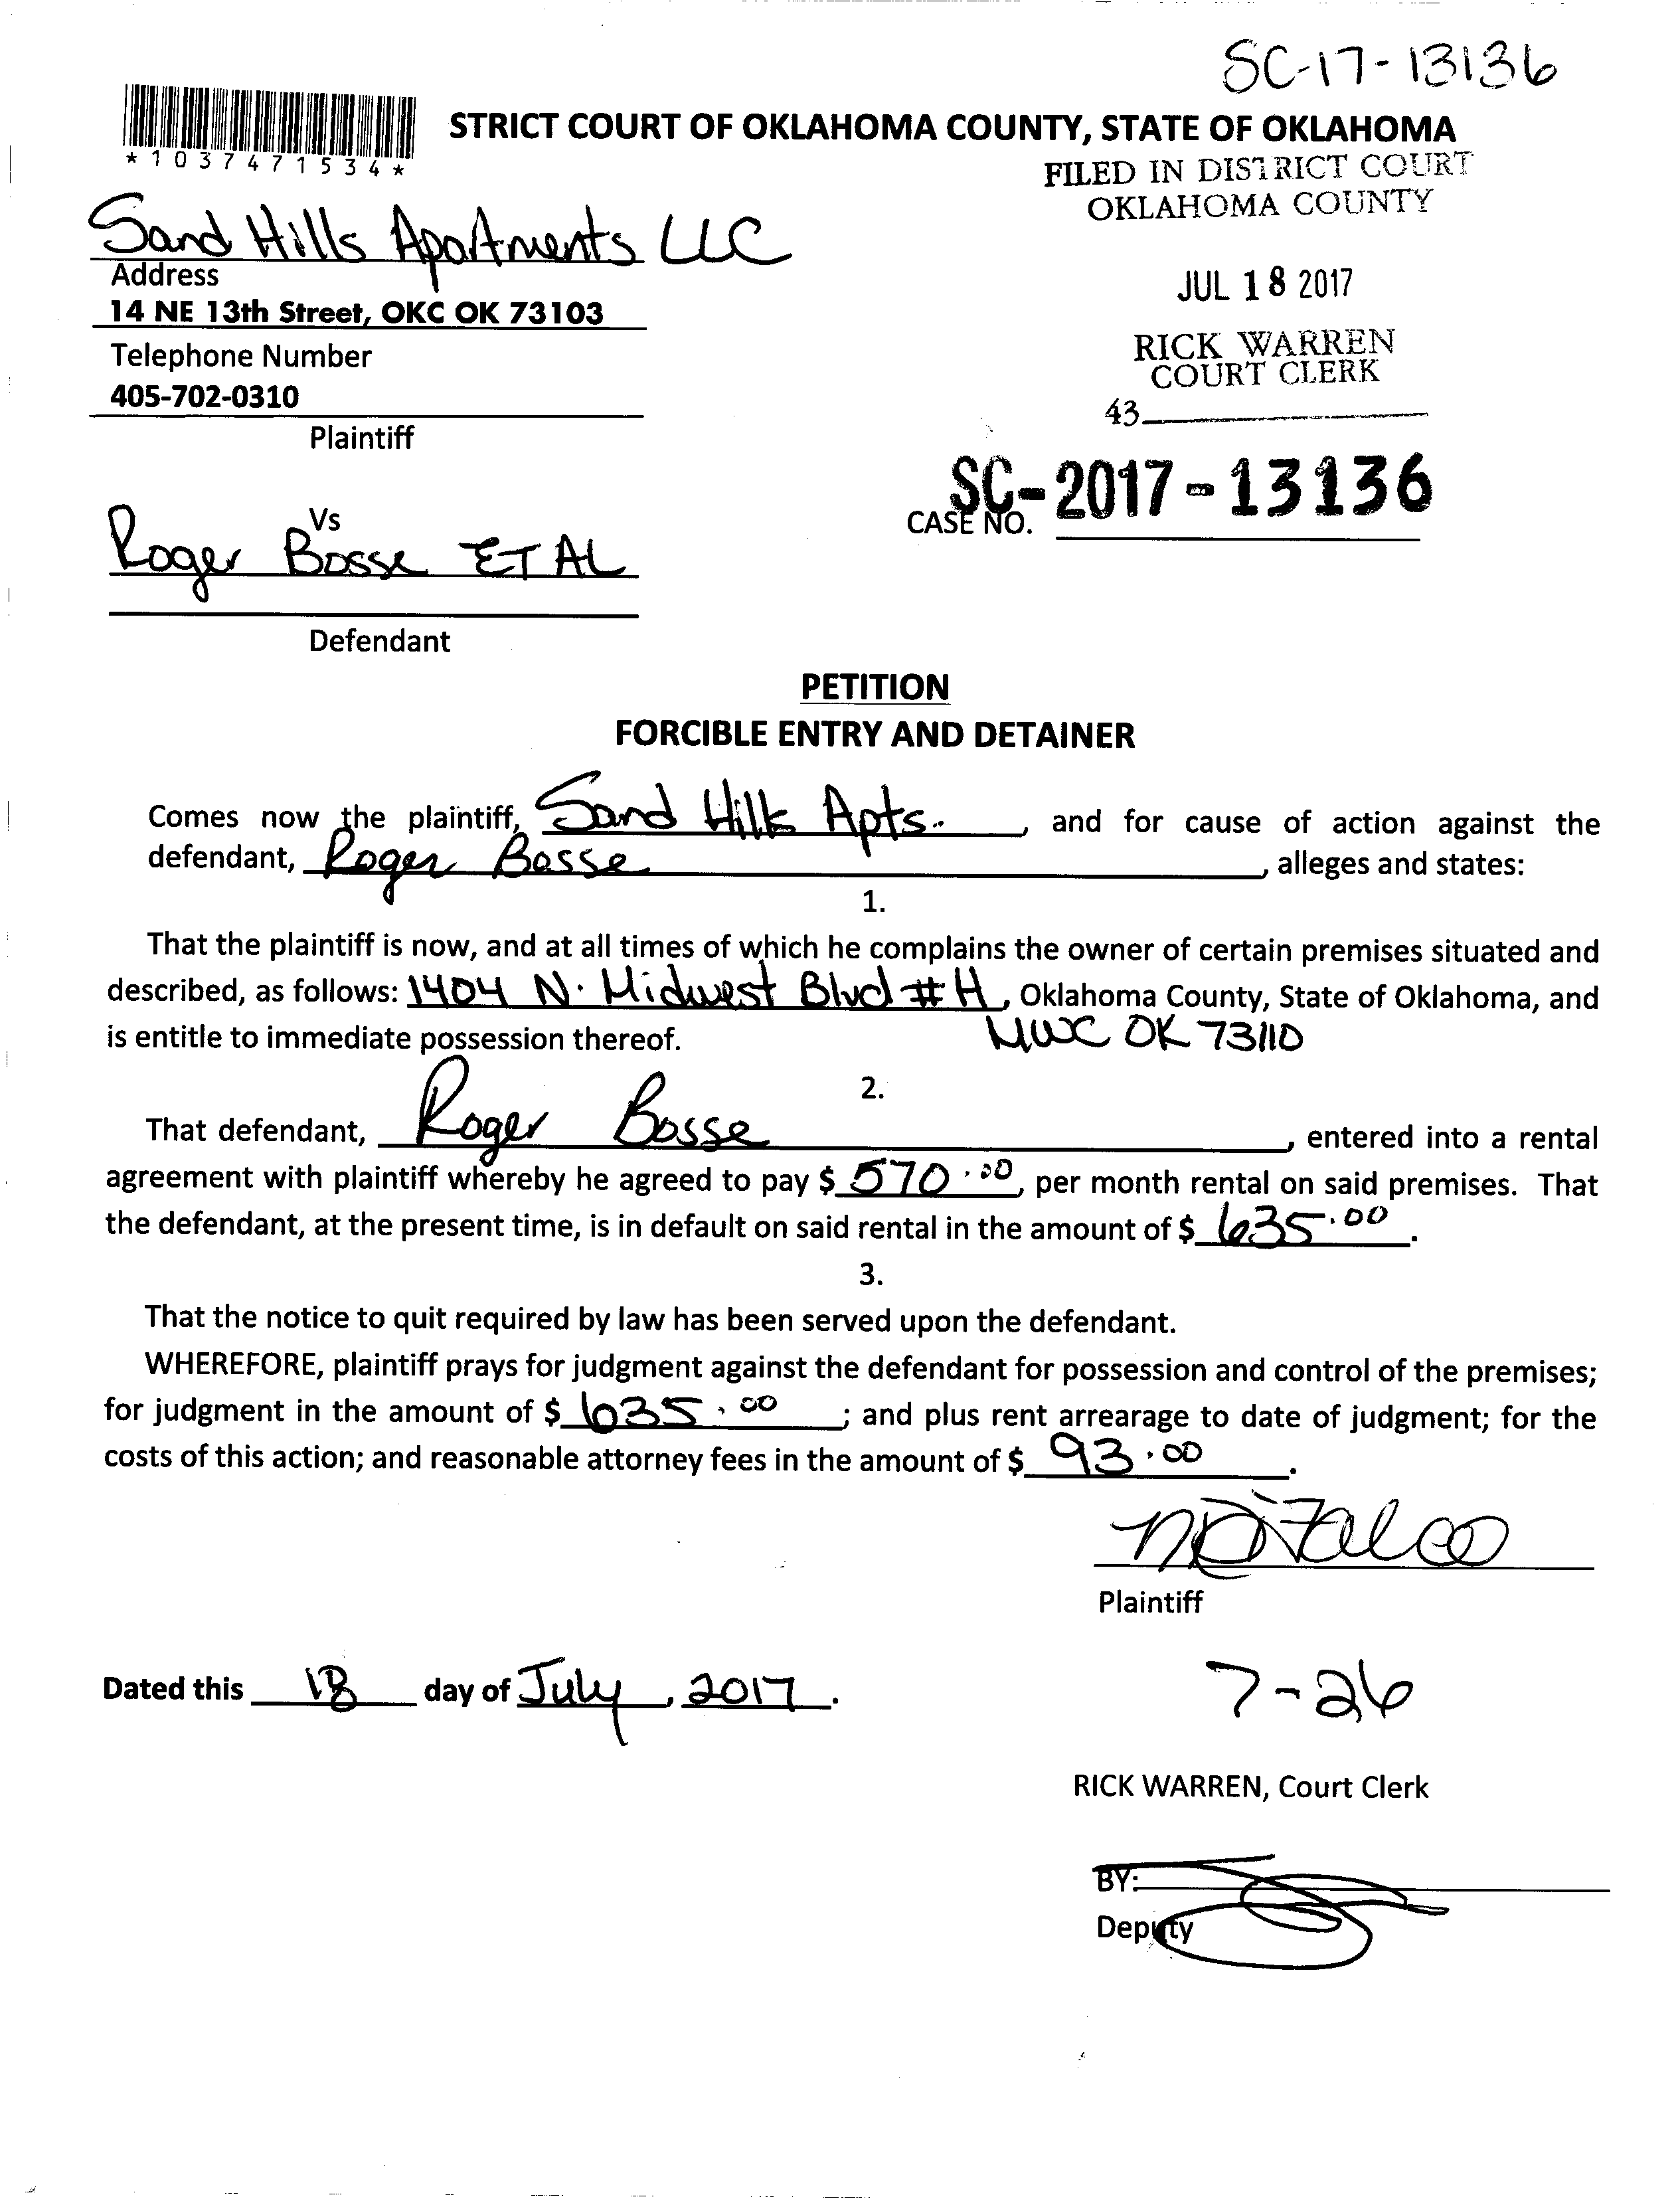 SC-17-13136
*1037471534*
STRICT COURT OF OKLAHOMA COUNTY, STATE OF OKLAHOMA
FILED IN DISTRICT COURT
OKLAHOMA COUNTY
Sand Hills Apartments LLC
Address
14 NE 13th Street, OKC OK 73103
JUL 18 2017
Telephone Number
RICK WARREN
COURT CLERK
405-702-0310
43
Plaintiff
SC-2017-13136
CASE NO.
Vs
Roger Bosse ET AL
Defendant
PETITION
FORCIBLE ENTRY AND DETAINER
Comes now the plaintiff, Sand Hills Apts. , and for cause of action against the
defendant, Roger Bosse , alleges and states:
1.
That the plaintiff is now, and at all times of which he complains the owner of certain premises situated and
described, as follows: 1404 N. Midwest Blvd #H , Oklahoma County, State of Oklahoma, and
is entitle to immediate possession thereof. MWC OK 73110
2.
That defendant, Roger Bosse , entered into a rental
agreement with plaintiff whereby he agreed to pay $ 570.00 , per month rental on said premises. That
the defendant, at the present time, is in default on said rental in the amount of $ 635.00 .
3.
That the notice to quit required by law has been served upon the defendant.
WHEREFORE, plaintiff prays for judgment against the defendant for possession and control of the premises;
for judgment in the amount of $ 635.00 ; and plus rent arrearage to date of judgment; for the
costs of this action; and reasonable attorney fees in the amount of $ 93.00 .
Plaintiff
Dated this 18 day of July , 2017 .
7-26
RICK WARREN, Court Clerk
BY:
Deputy